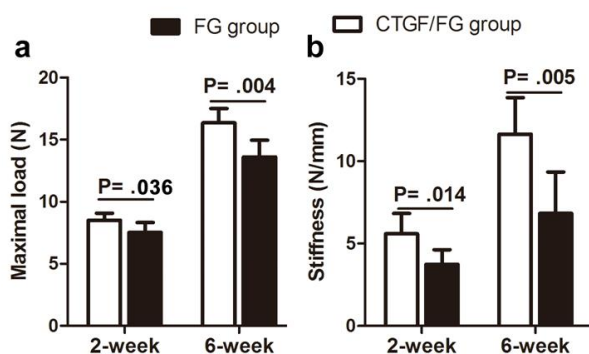 FG group
CTGF/FG group
a
Maximal load (N)
20
15
10
5
0
P= .036
P= .004
2-week
6-week
b
Stiffness (N/mm)
15
10
5
0
P= .014
P= .005
2-week
6-week